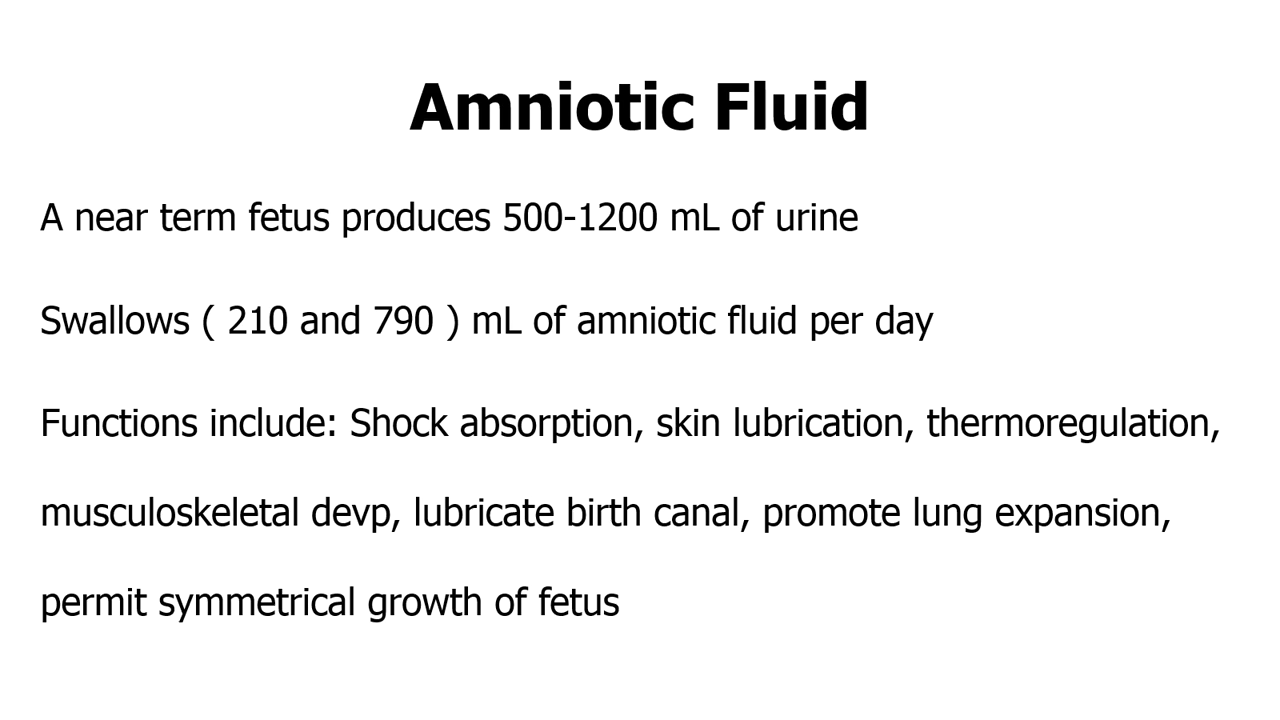 Amniotic Fluid
A near term fetus produces 500-1200 mL of urine
Swallows ( 210 and 790 ) mL of amniotic fluid per day
Functions include: Shock absorption, skin lubrication, thermoregulation,
musculoskeletal devp, lubricate birth canal, promote lung expansion,
permit symmetrical growth of fetus